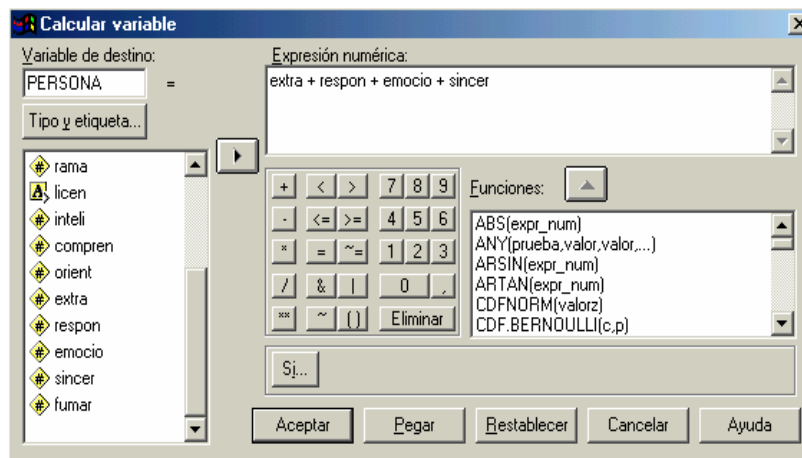 Calcular variable
Variable de destino:
PERSONA
=
Tipo y etiqueta...
Expresión numérica:
extra + respon + emocio + sincer
rama
licen
inteli
compren
orient
extra
respon
emocio
sincer
fumar
+ < > 7 8 9
- <= >= 4 5 6
* = ~= 1 2 3
/ & | 0 ,
** ~ () Eliminar
Funciones:
ABS(expr_num)
ANY(prueba,valor,valor,...)
ARSIN(expr_num)
ARTAN(expr_num)
CDFNORM(valorz)
CDF.BERNOULLI(c,p)
Si...
Aceptar
Pegar
Restablecer
Cancelar
Ayuda